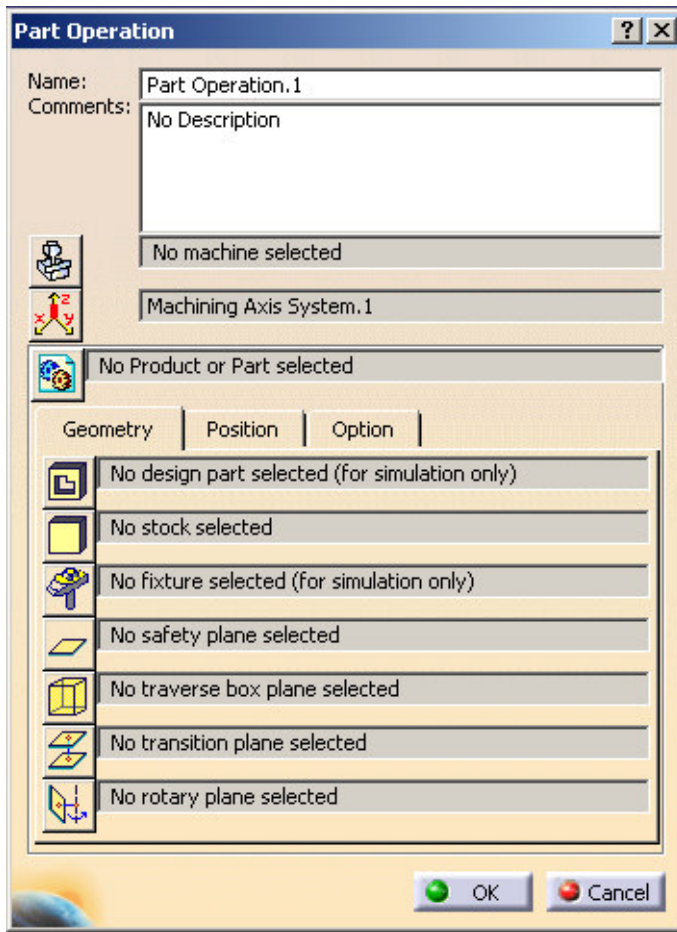 Part Operation
Name: Part Operation.1
Comments: No Description
No machine selected
z
x y
Machining Axis System.1
No Product or Part selected
Geometry Position Option
No design part selected (for simulation only)
No stock selected
No fixture selected (for simulation only)
No safety plane selected
No traverse box plane selected
No transition plane selected
No rotary plane selected
OK Cancel